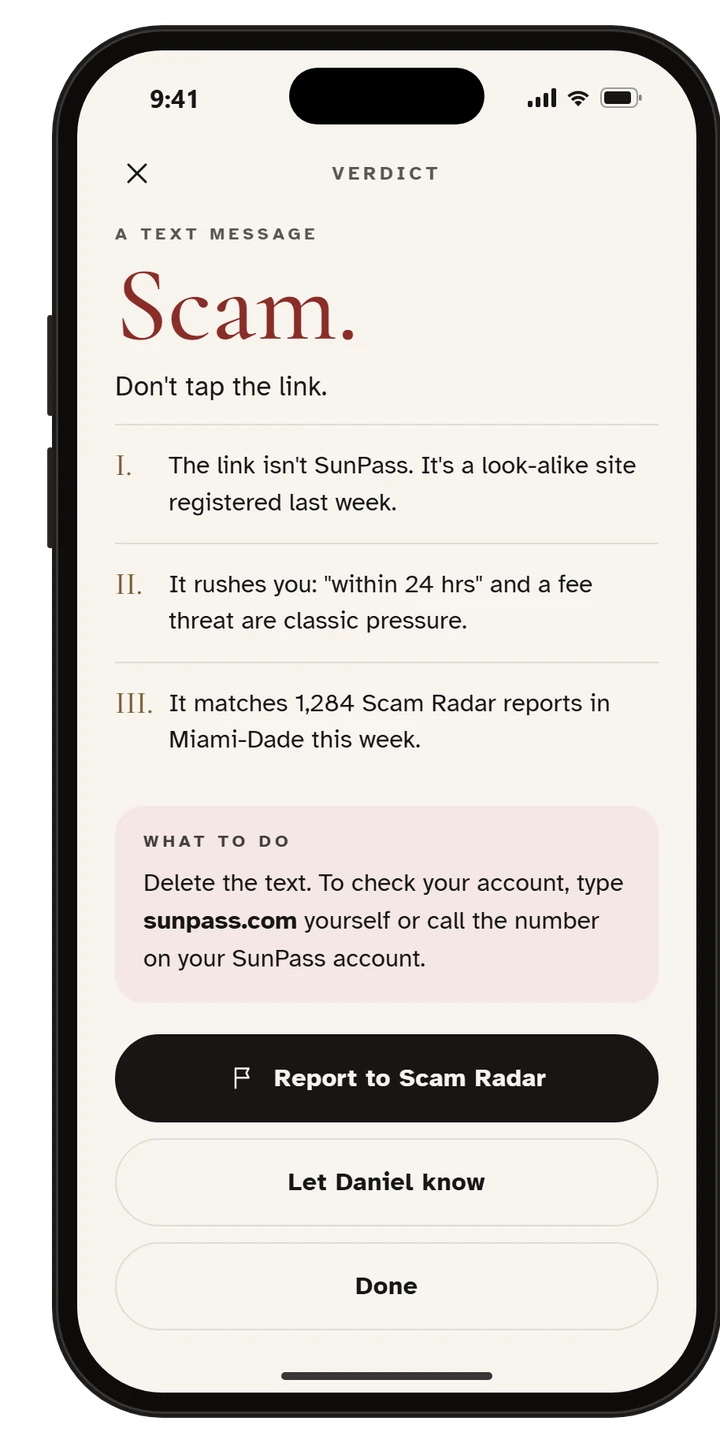 9:41
VERDICT
A TEXT MESSAGE
Scam.
Don't tap the link.
I. The link isn't SunPass. It's a look-alike site
registered last week.
II. It rushes you: "within 24 hrs" and a fee
threat are classic pressure.
III. It matches 1,284 Scam Radar reports in
Miami-Dade this week.
WHAT TO DO
Delete the text. To check your account, type
sunpass.com yourself or call the number
on your SunPass account.
Report to Scam Radar
Let Daniel know
Done